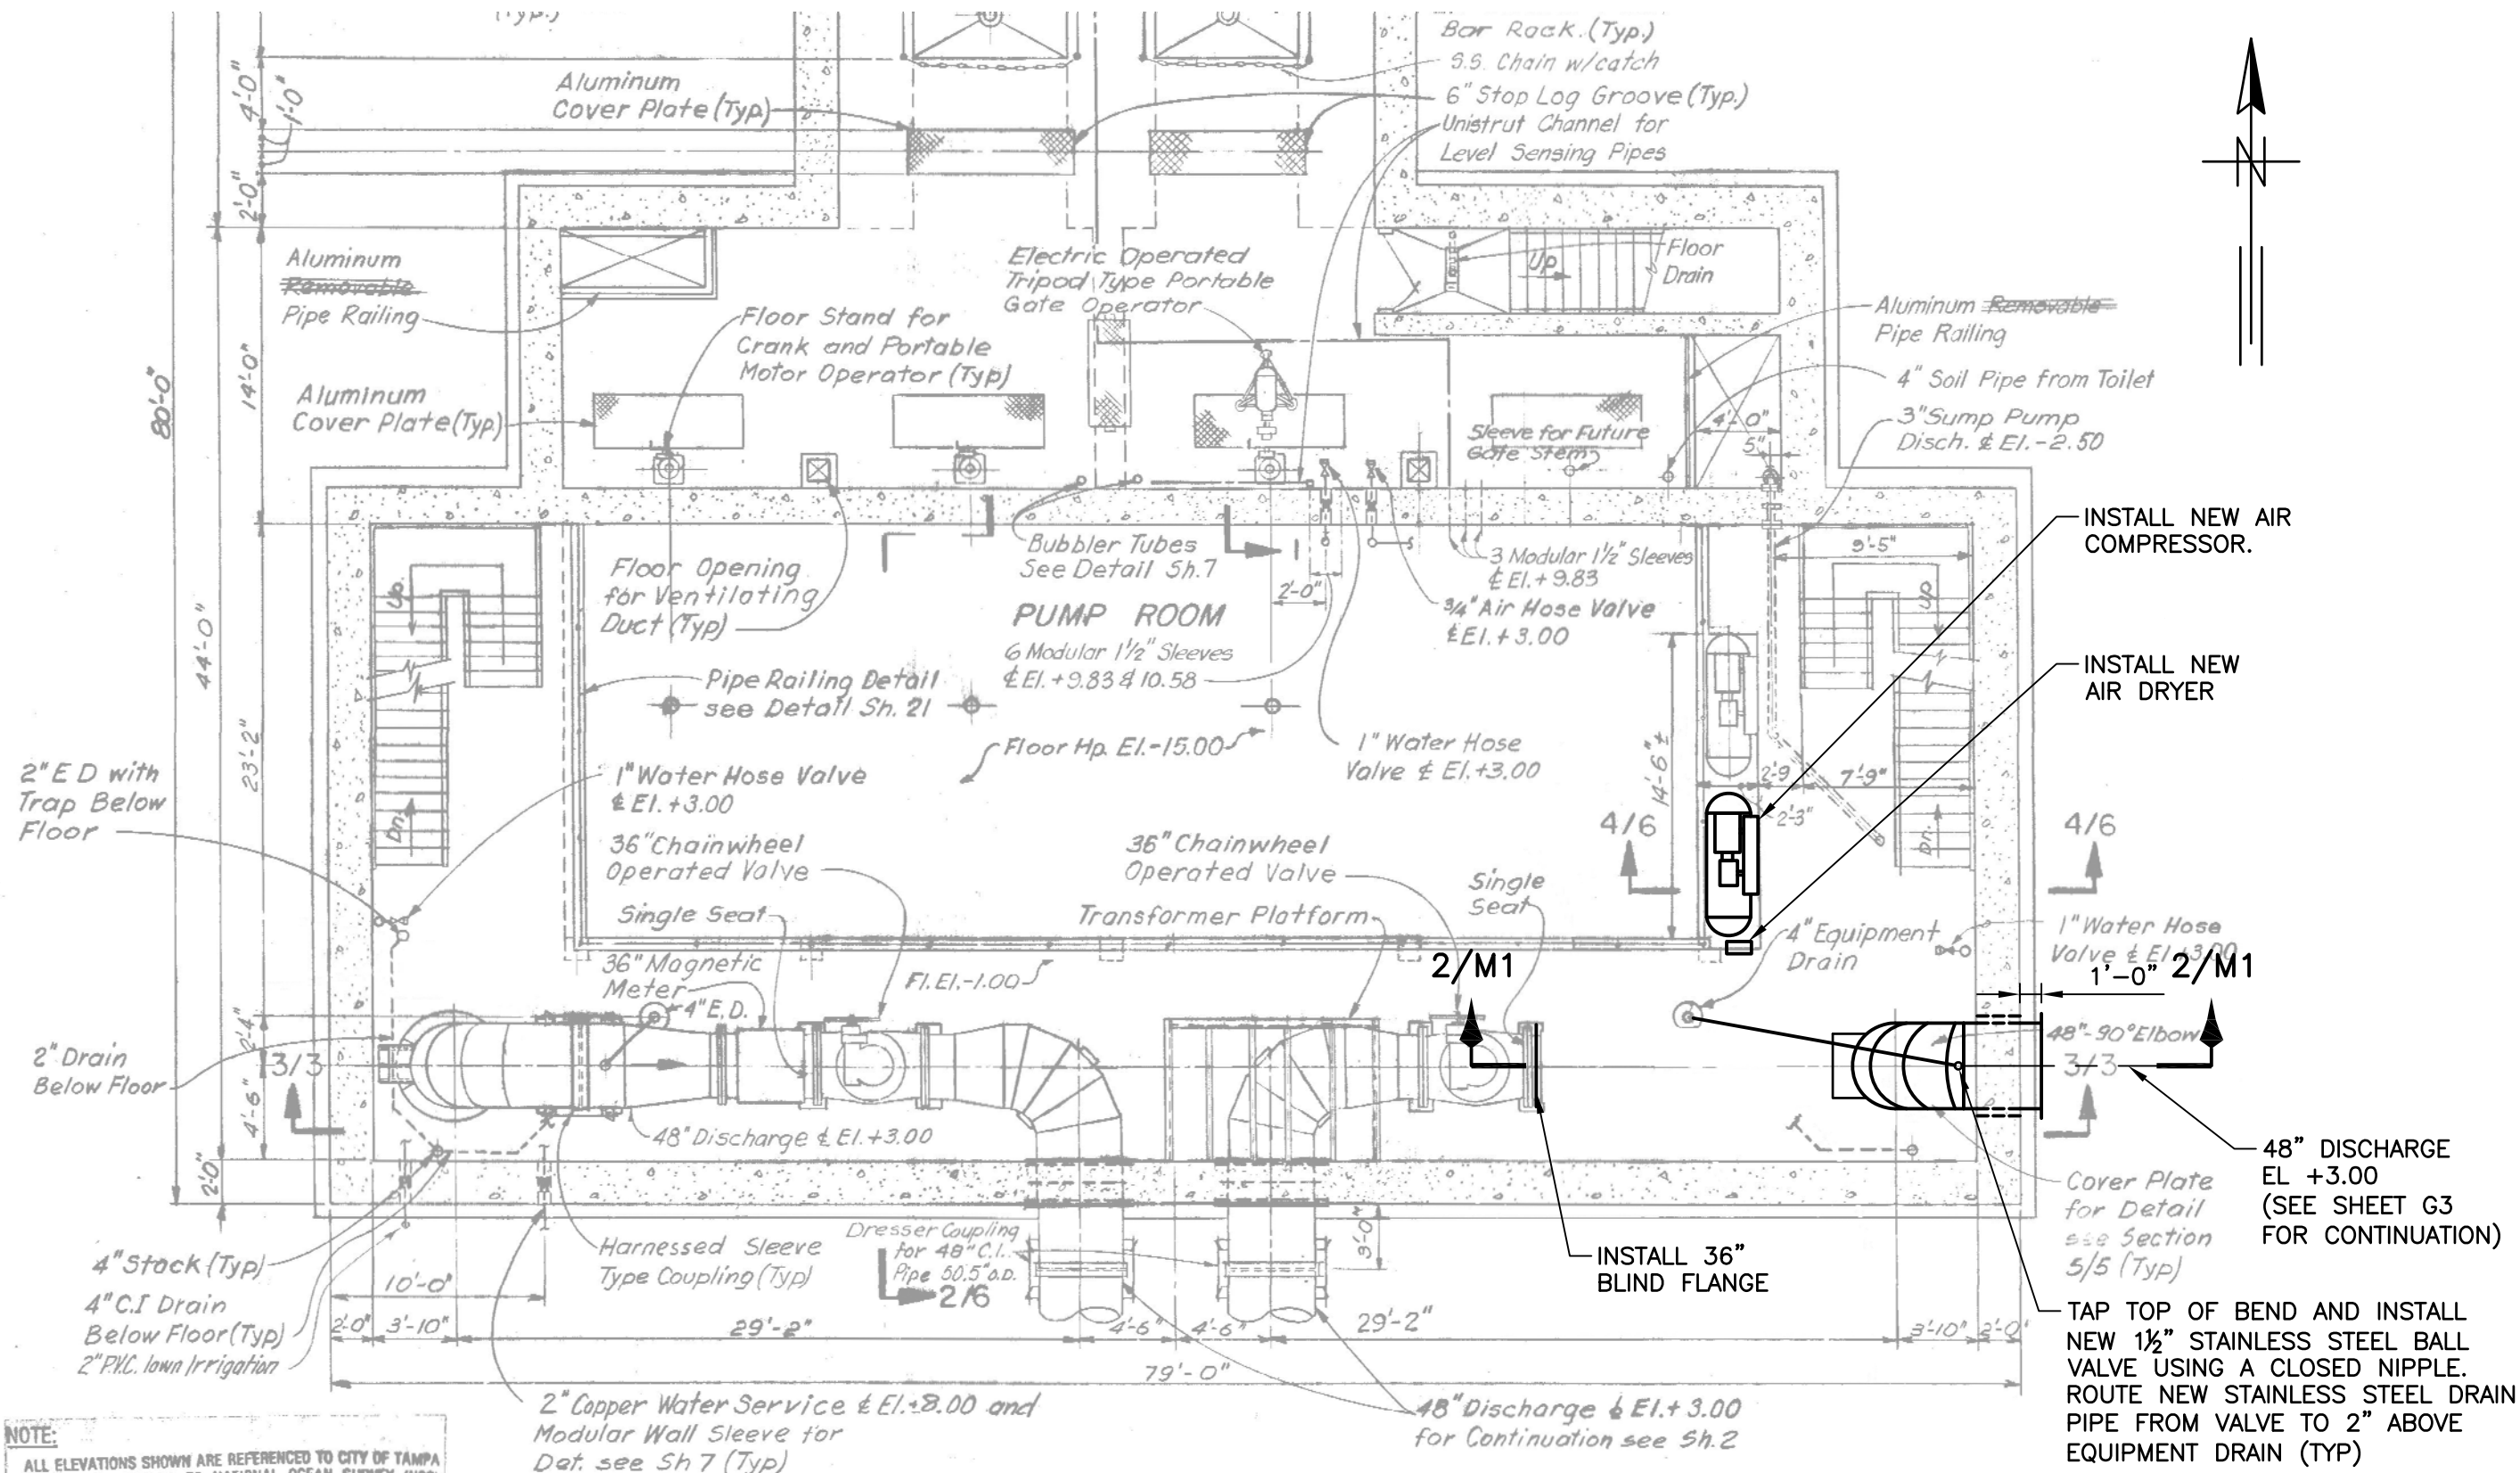 (Typ.)
Aluminum
Cover Plate (Typ.)
Bar Rack. (Typ.)
S.S. Chain w/catch
6" Stop Log Groove (Typ.)
Unistrut Channel for
Level Sensing Pipes
N
4'-0"
1'-0"
2'-0"
14'-0"
80'-0"
44'-0"
23'-2"
Aluminum
Removable
Pipe Railing
Aluminum
Cover Plate (Typ.)
Floor Stand for
Crank and Portable
Motor Operator (Typ)
Electric Operated
Tripod Type Portable
Gate Operator
Up
Floor
Drain
Aluminum Removable
Pipe Railing
4" Soil Pipe from Toilet
3" Sump Pump
Disch. ℄ El.-2.50
4'-0"
5"
Sleeve for Future
Gate Stem
INSTALL NEW AIR
COMPRESSOR.
INSTALL NEW
AIR DRYER
Up
Floor Opening
for Ventilating
Duct (Typ)
Bubbler Tubes
See Detail Sh.7
1
2'-0"
3 Modular 1½" Sleeves
℄ El.+9.83
¾" Air Hose Valve
℄ El.+3.00
9'-5"
Up
PUMP ROOM
6 Modular 1½" Sleeves
℄ El.+9.83 & 10.58
Pipe Railing Detail
see Detail Sh. 21
Floor Hp. El.-15.00
1" Water Hose
Valve ℄ El.+3.00
14'-6"±
2'-9
7'-9"
2'-3"
Dn.
2" E D with
Trap Below
Floor
Dn.
1" Water Hose Valve
℄ El.+3.00
36" Chainwheel
Operated Valve
Single Seat
36" Chainwheel
Operated Valve
Transformer Platform
Single
Seat
4/6
4/6
36" Magnetic
Meter
4" E.D.
Fl.El.-1.00
2/M1
4" Equipment
Drain
1" Water Hose
Valve ℄ El.+3.00
1'-0"
2/M1
2" Drain
Below Floor
3/3
2'-4"
4'-6"
2'-0"
48" Discharge ℄ El.+3.00
48"-90° Elbow
3/3
48" DISCHARGE
EL +3.00
(SEE SHEET G3
FOR CONTINUATION)
Cover Plate
for Detail
see Section
5/5 (Typ)
INSTALL 36"
BLIND FLANGE
4" Stack (Typ)
4" C.I Drain
Below Floor (Typ)
2" P.V.C. lawn Irrigation
Harnessed Sleeve
Type Coupling (Typ)
Dresser Coupling
for 48" C.I.
Pipe 50.5" O.D.
2/6
3'-0"
10'-0"
2'-0"
3'-10"
29'-2"
4'-6"
4'-6"
29'-2"
3'-10"
2'-0"
79'-0"
TAP TOP OF BEND AND INSTALL
NEW 1½" STAINLESS STEEL BALL
VALVE USING A CLOSED NIPPLE.
ROUTE NEW STAINLESS STEEL DRAIN
PIPE FROM VALVE TO 2" ABOVE
EQUIPMENT DRAIN (TYP)
2" Copper Water Service ℄ El.+8.00 and
Modular Wall Sleeve for
Det. see Sh 7 (Typ)
48" Discharge ℄ El.+3.00
for Continuation see Sh.2
NOTE:
ALL ELEVATIONS SHOWN ARE REFERENCED TO CITY OF TAMPA